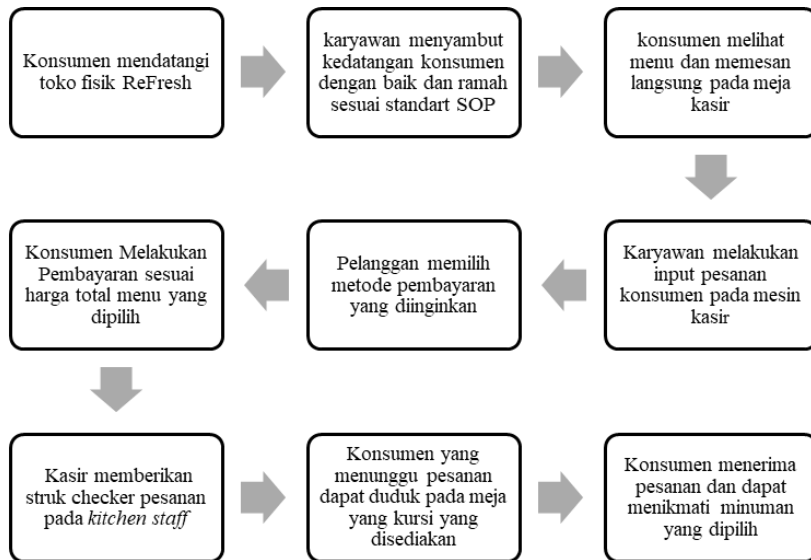 Konsumen mendatangi
toko fisik ReFresh
karyawan menyambut
kedatangan konsumen
dengan baik dan ramah
sesuai standart SOP
konsumen melihat
menu dan memesan
langsung pada meja
kasir
Karyawan melakukan
input pesanan
konsumen pada mesin
kasir
Pelanggan memilih
metode pembayaran
yang diinginkan
Konsumen Melakukan
Pembayaran sesuai
harga total menu yang
dipilih
Kasir memberikan
struk checker pesanan
pada kitchen staff
Konsumen yang
menunggu pesanan
dapat duduk pada meja
yang kursi yang
disediakan
Konsumen menerima
pesanan dan dapat
menikmati minuman
yang dipilih